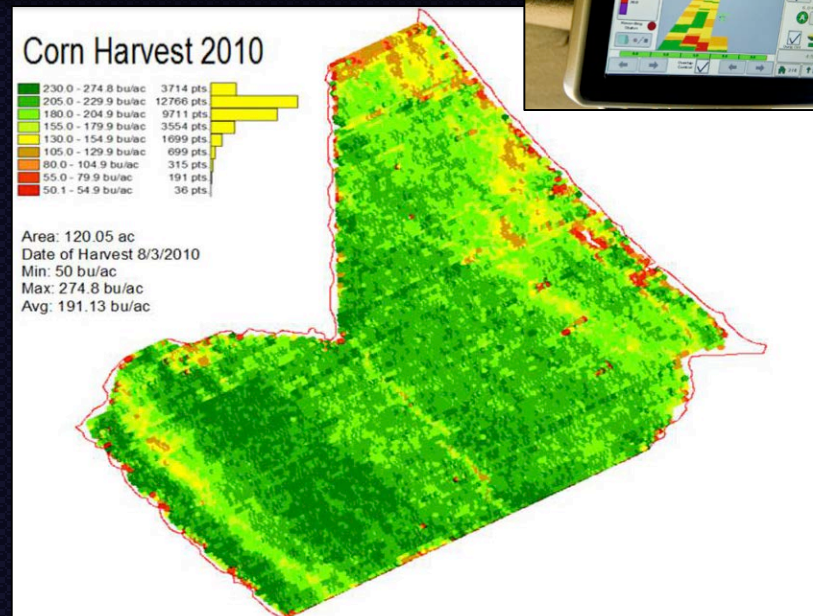 Corn Harvest 2010
230.0 - 274.8 bu/ac 3714 pts.
205.0 - 229.9 bu/ac 12766 pts.
180.0 - 204.9 bu/ac 9711 pts.
155.0 - 179.9 bu/ac 3554 pts.
130.0 - 154.9 bu/ac 1699 pts.
105.0 - 129.9 bu/ac 699 pts.
80.0 - 104.9 bu/ac 315 pts.
55.0 - 79.9 bu/ac 191 pts.
50.1 - 54.9 bu/ac 36 pts.
Area: 120.05 ac
Date of Harvest 8/3/2010
Min: 50 bu/ac
Max: 274.8 bu/ac
Avg: 191.13 bu/ac